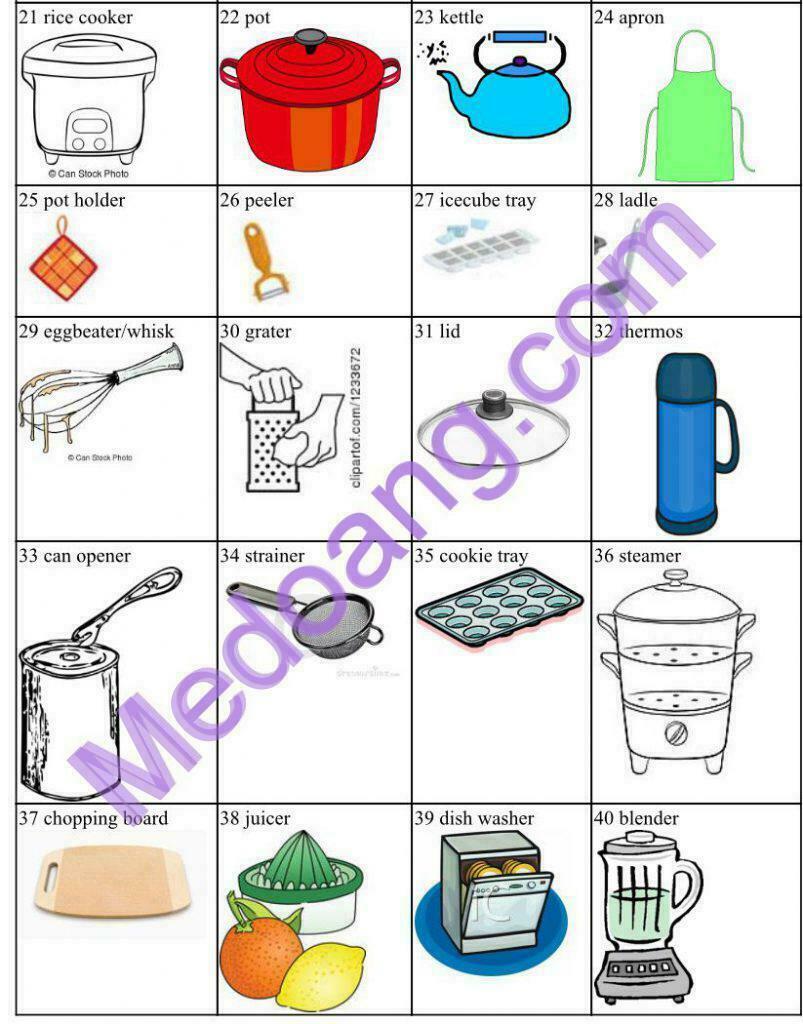 21 rice cooker
22 pot
23 kettle
24 apron
© Can Stock Photo
25 pot holder
26 peeler
27 icecube tray
28 ladle
29 eggbeater/whisk
30 grater
31 lid
32 thermos
clipartof.com/1233672
© Can Stock Photo
33 can opener
34 strainer
35 cookie tray
36 steamer
37 chopping board
38 juicer
39 dish washer
40 blender
Medoang.com